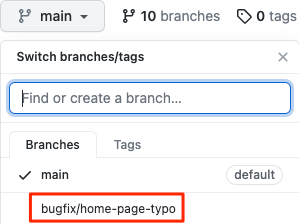 main 10 branches 0 tags
Switch branches/tags
Find or create a branch...
Branches Tags
main default
bugfix/home-page-typo